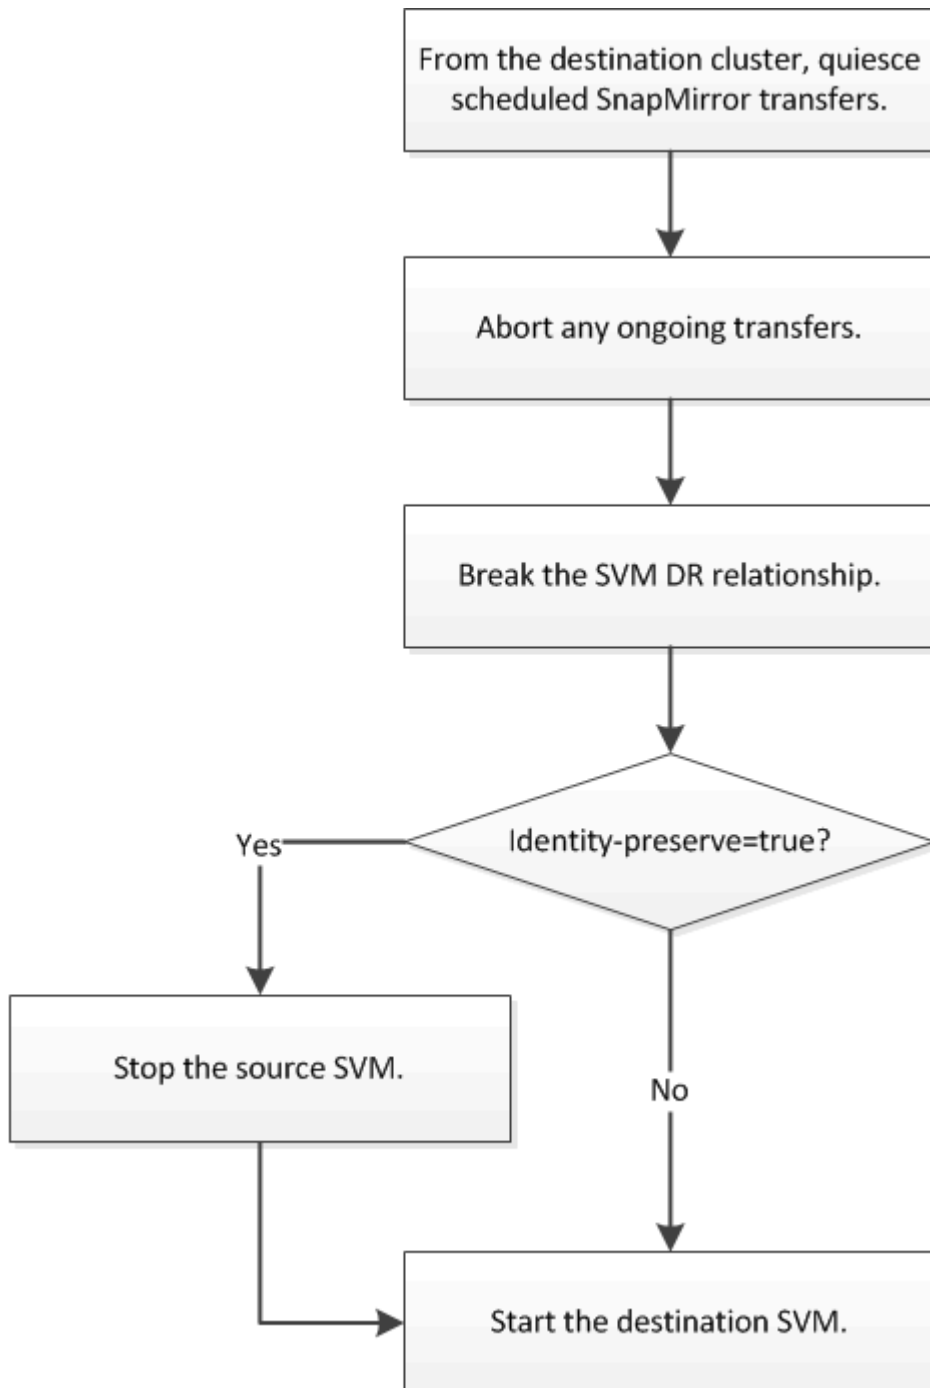 From the destination cluster, quiesce
scheduled SnapMirror transfers.
Abort any ongoing transfers.
Break the SVM DR relationship.
Identity-preserve=true?
Yes
Stop the source SVM.
No
Start the destination SVM.